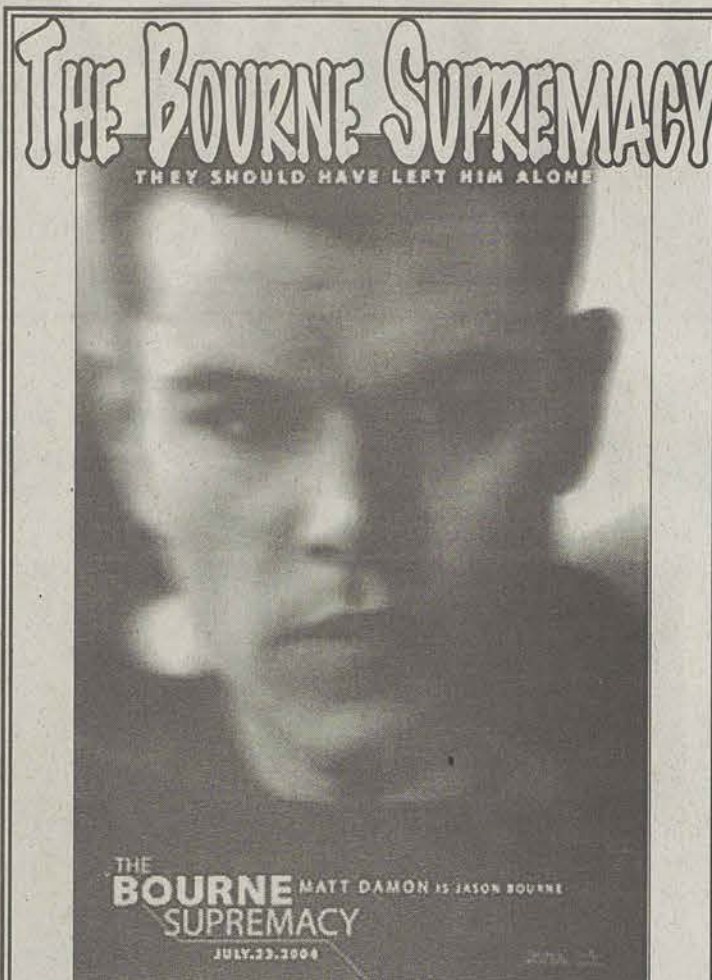 THE BOURNE SUPREMACY
THEY SHOULD HAVE LEFT HIM ALONE
THE
BOURNE MATT DAMON IS JASON BOURNE
SUPREMACY
JULY.23.2004